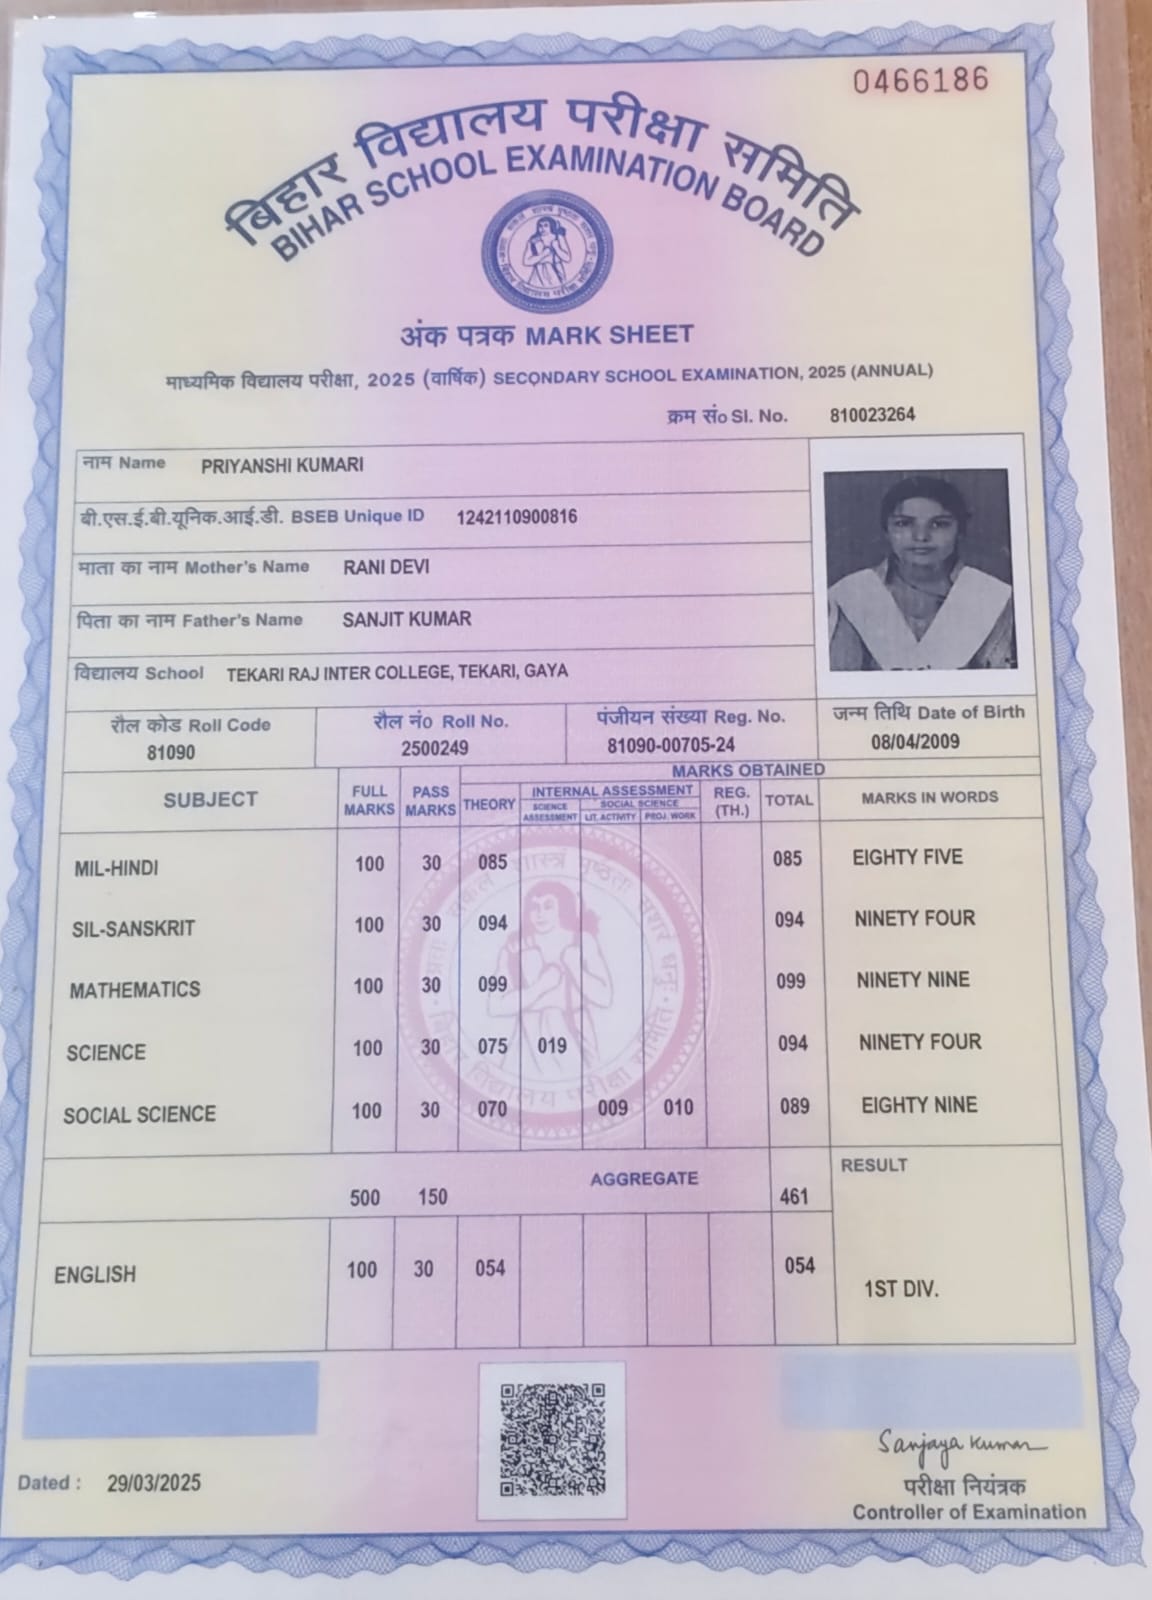 0466186
बिहार विद्यालय परीक्षा समिति
BIHAR SCHOOL EXAMINATION BOARD
अंक पत्रक MARK SHEET
माध्यमिक विद्यालय परीक्षा, 2025 (वार्षिक) SECONDARY SCHOOL EXAMINATION, 2025 (ANNUAL)
क्रम सं० Sl. No. 810023264
नाम Name PRIYANSHI KUMARI
बी.एस.ई.बी.यूनिक.आई.डी. BSEB Unique ID 1242110900816
माता का नाम Mother's Name RANI DEVI
पिता का नाम Father's Name SANJIT KUMAR
विद्यालय School TEKARI RAJ INTER COLLEGE, TEKARI, GAYA
रौल कोड Roll Code रौल नं० Roll No. पंजीयन संख्या Reg. No. जन्म तिथि Date of Birth
81090 2500249 81090-00705-24 08/04/2009
MARKS OBTAINED
SUBJECT FULL MARKS PASS MARKS THEORY INTERNAL ASSESSMENT REG. (TH.) TOTAL MARKS IN WORDS
SCIENCE ASSESSMENT SOCIAL SCIENCE
LIT. ACTIVITY PROJ. WORK
MIL-HINDI 100 30 085 085 EIGHTY FIVE
SIL-SANSKRIT 100 30 094 094 NINETY FOUR
MATHEMATICS 100 30 099 099 NINETY NINE
SCIENCE 100 30 075 019 094 NINETY FOUR
SOCIAL SCIENCE 100 30 070 009 010 089 EIGHTY NINE
500 150 AGGREGATE 461 RESULT
ENGLISH 100 30 054 054
1ST DIV.
Sanjaya Kumar
Dated : 29/03/2025
परीक्षा नियंत्रक
Controller of Examination